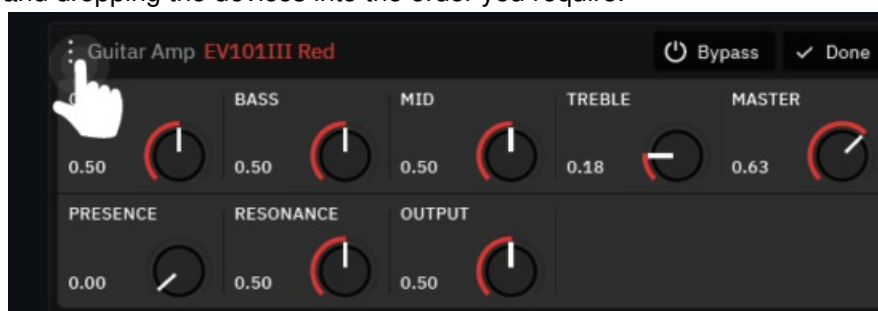 and dropping the devices into the order you require.
Guitar Amp EV101III Red Bypass Done
BASS MID TREBLE MASTER
0.50 0.50 0.50 0.18 0.63
PRESENCE RESONANCE OUTPUT
0.00 0.50 0.50